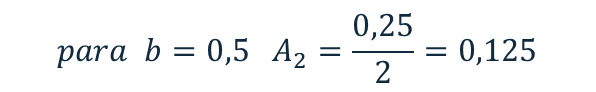 para b = 0,5 A₂ = 0,25/2 = 0,125